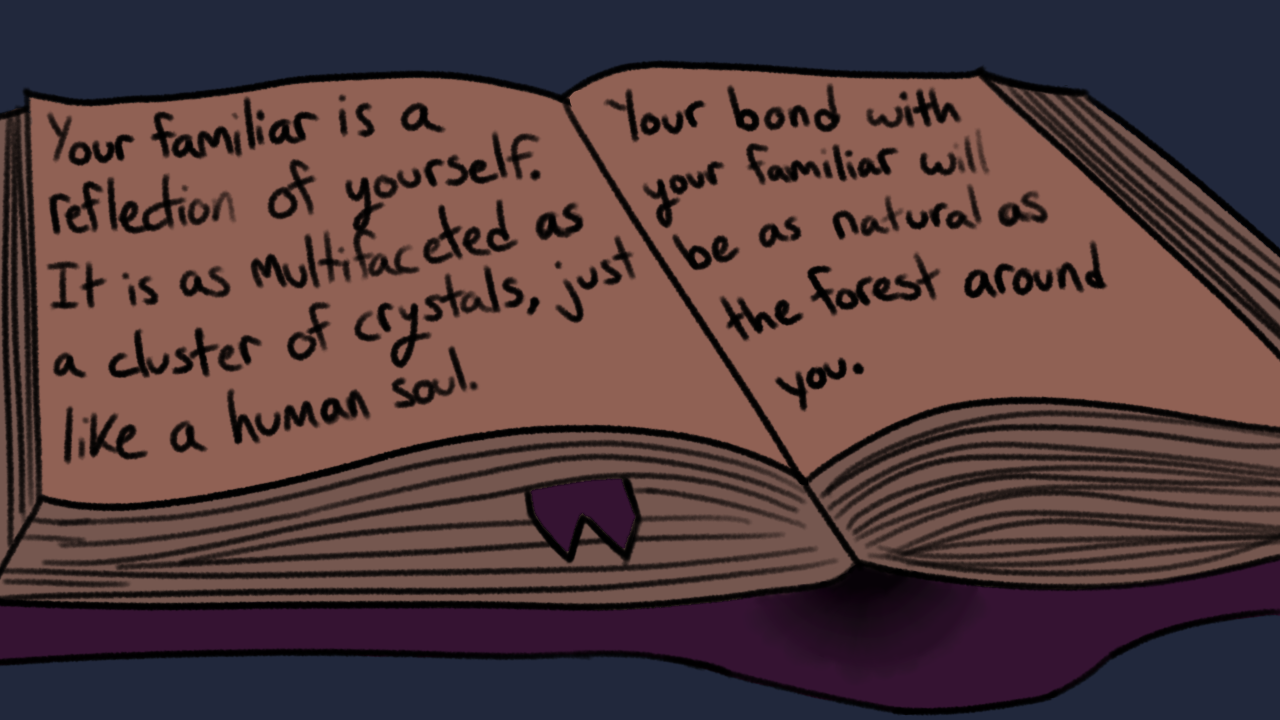 Your familiar is a
reflection of yourself.
It is as multifaceted as
a cluster of crystals, just
like a human soul.
Your bond with
your familiar will
be as natural as
the forest around
you.